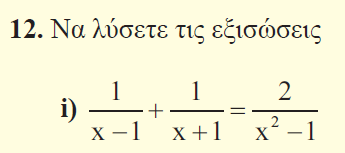 12. Να λύσετε τις εξισώσεις
i) 1/(x − 1) + 1/(x + 1) = 2/(x² − 1)